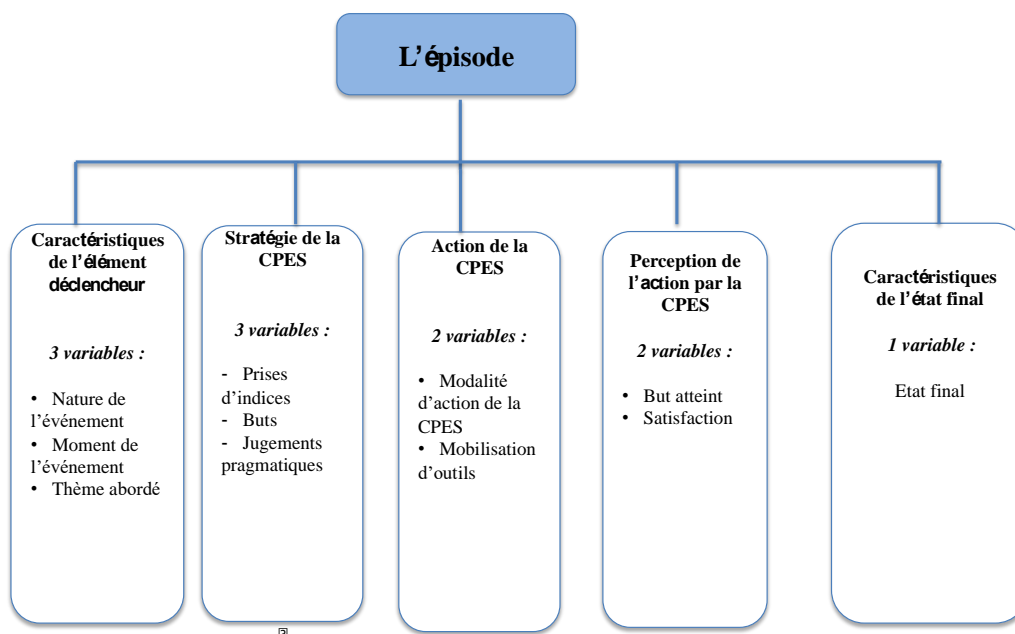 L’épisode
Caractéristiques
de l’élément
déclencheur
3 variables :
• Nature de
l’événement
• Moment de
l’événement
• Thème abordé
Stratégie de la
CPES
3 variables :
- Prises
d’indices
- Buts
- Jugements
pragmatiques
Action de la
CPES
2 variables :
• Modalité
d’action de la
CPES
• Mobilisation
d’outils
Perception de
l’action par la
CPES
2 variables :
• But atteint
• Satisfaction
Caractéristiques
de l’état final
1 variable :
Etat final